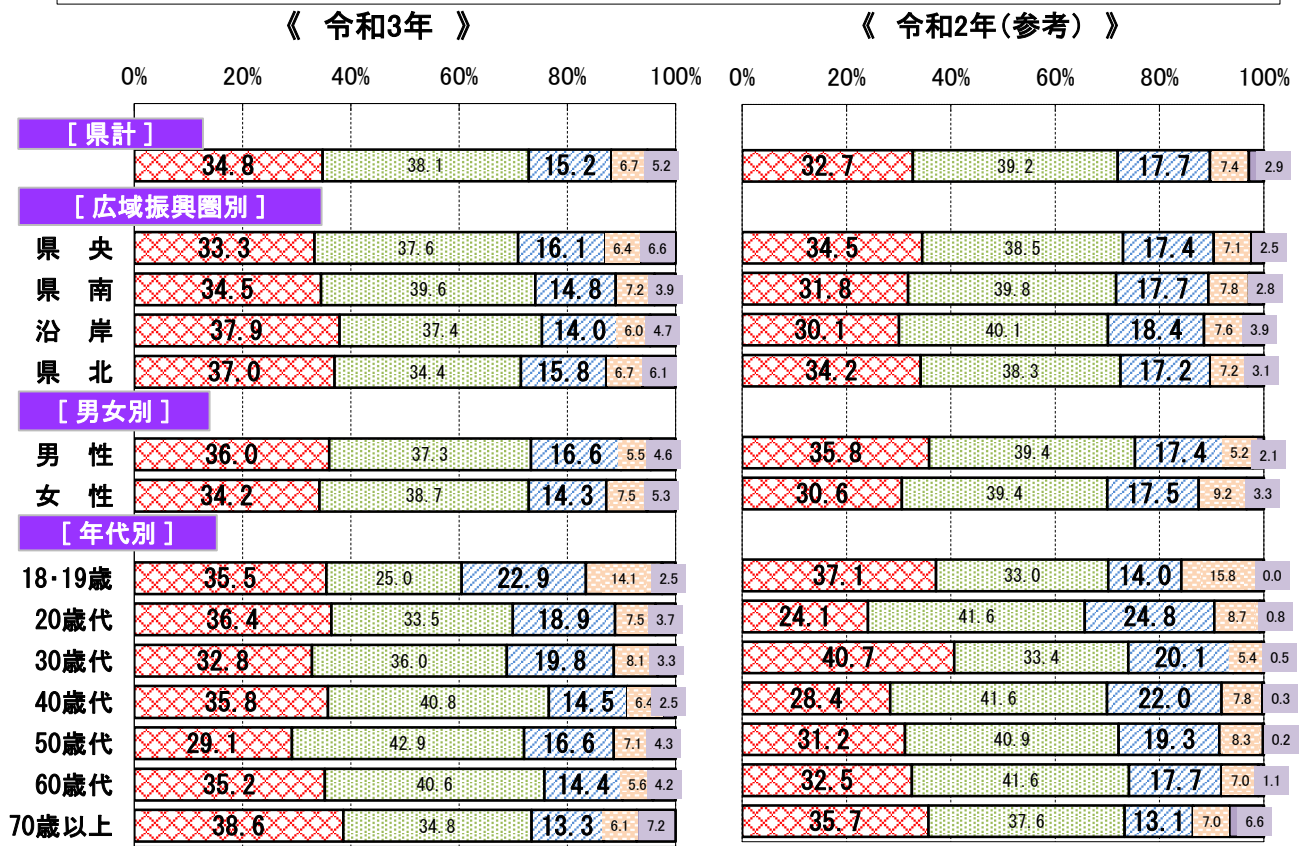 《 令和3年 》 《 令和2年(参考) 》
0% 20% 40% 60% 80% 100% 0% 20% 40% 60% 80% 100%
[ 県計 ]
34.8 38.1 15.2 6.7 5.2 32.7 39.2 17.7 7.4 2.9
[ 広域振興圏別 ]
県 央 33.3 37.6 16.1 6.4 6.6 34.5 38.5 17.4 7.1 2.5
県 南 34.5 39.6 14.8 7.2 3.9 31.8 39.8 17.7 7.8 2.8
沿 岸 37.9 37.4 14.0 6.0 4.7 30.1 40.1 18.4 7.6 3.9
県 北 37.0 34.4 15.8 6.7 6.1 34.2 38.3 17.2 7.2 3.1
[ 男女別 ]
男 性 36.0 37.3 16.6 5.5 4.6 35.8 39.4 17.4 5.2 2.1
女 性 34.2 38.7 14.3 7.5 5.3 30.6 39.4 17.5 9.2 3.3
[ 年代別 ]
18・19歳 35.5 25.0 22.9 14.1 2.5 37.1 33.0 14.0 15.8 0.0
20歳代 36.4 33.5 18.9 7.5 3.7 24.1 41.6 24.8 8.7 0.8
30歳代 32.8 36.0 19.8 8.1 3.3 40.7 33.4 20.1 5.4 0.5
40歳代 35.8 40.8 14.5 6.4 2.5 28.4 41.6 22.0 7.8 0.3
50歳代 29.1 42.9 16.6 7.1 4.3 31.2 40.9 19.3 8.3 0.2
60歳代 35.2 40.6 14.4 5.6 4.2 32.5 41.6 17.7 7.0 1.1
70歳以上 38.6 34.8 13.3 6.1 7.2 35.7 37.6 13.1 7.0 6.6